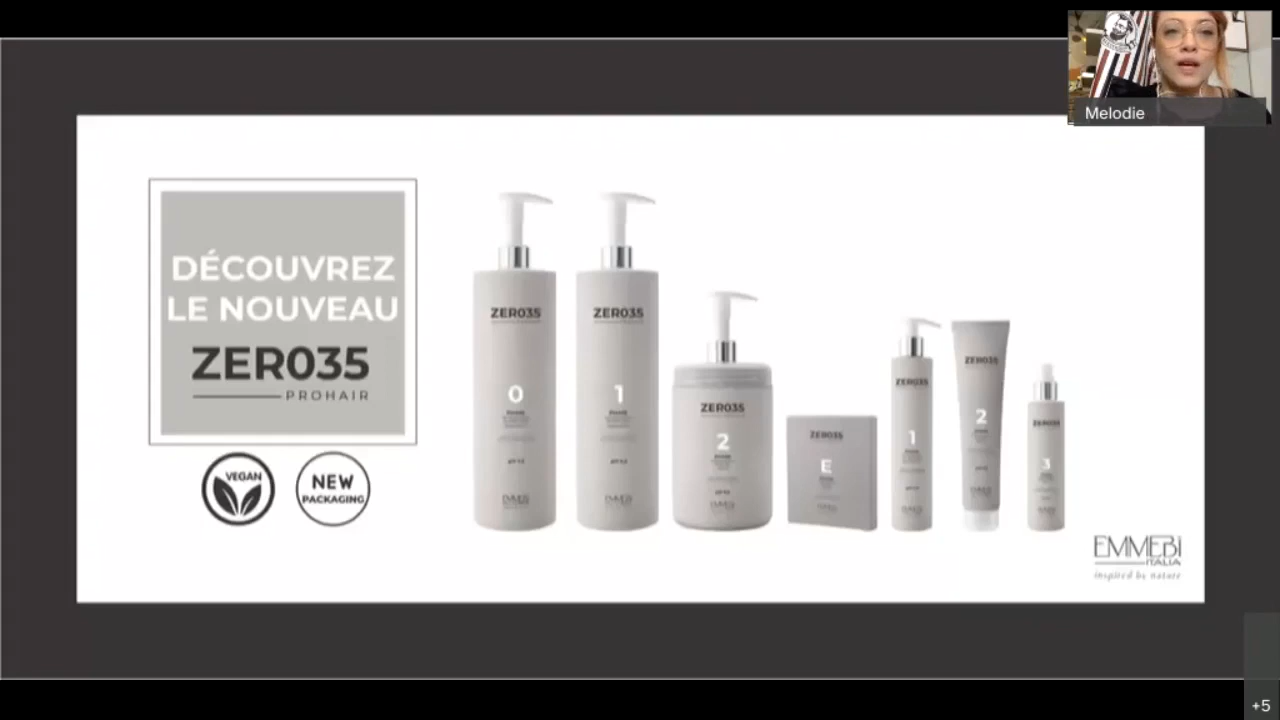 Melodie
DÉCOUVREZ
LE NOUVEAU
ZERO35
PROHAIR
VEGAN
NEW
PACKAGING
ZERO35
0
ZERO35
1
ZERO35
2
ZERO35
E
ZERO35
1
ZERO35
2
ZERO35
3
EMMEBI
ITALIA
inspired by nature
+5